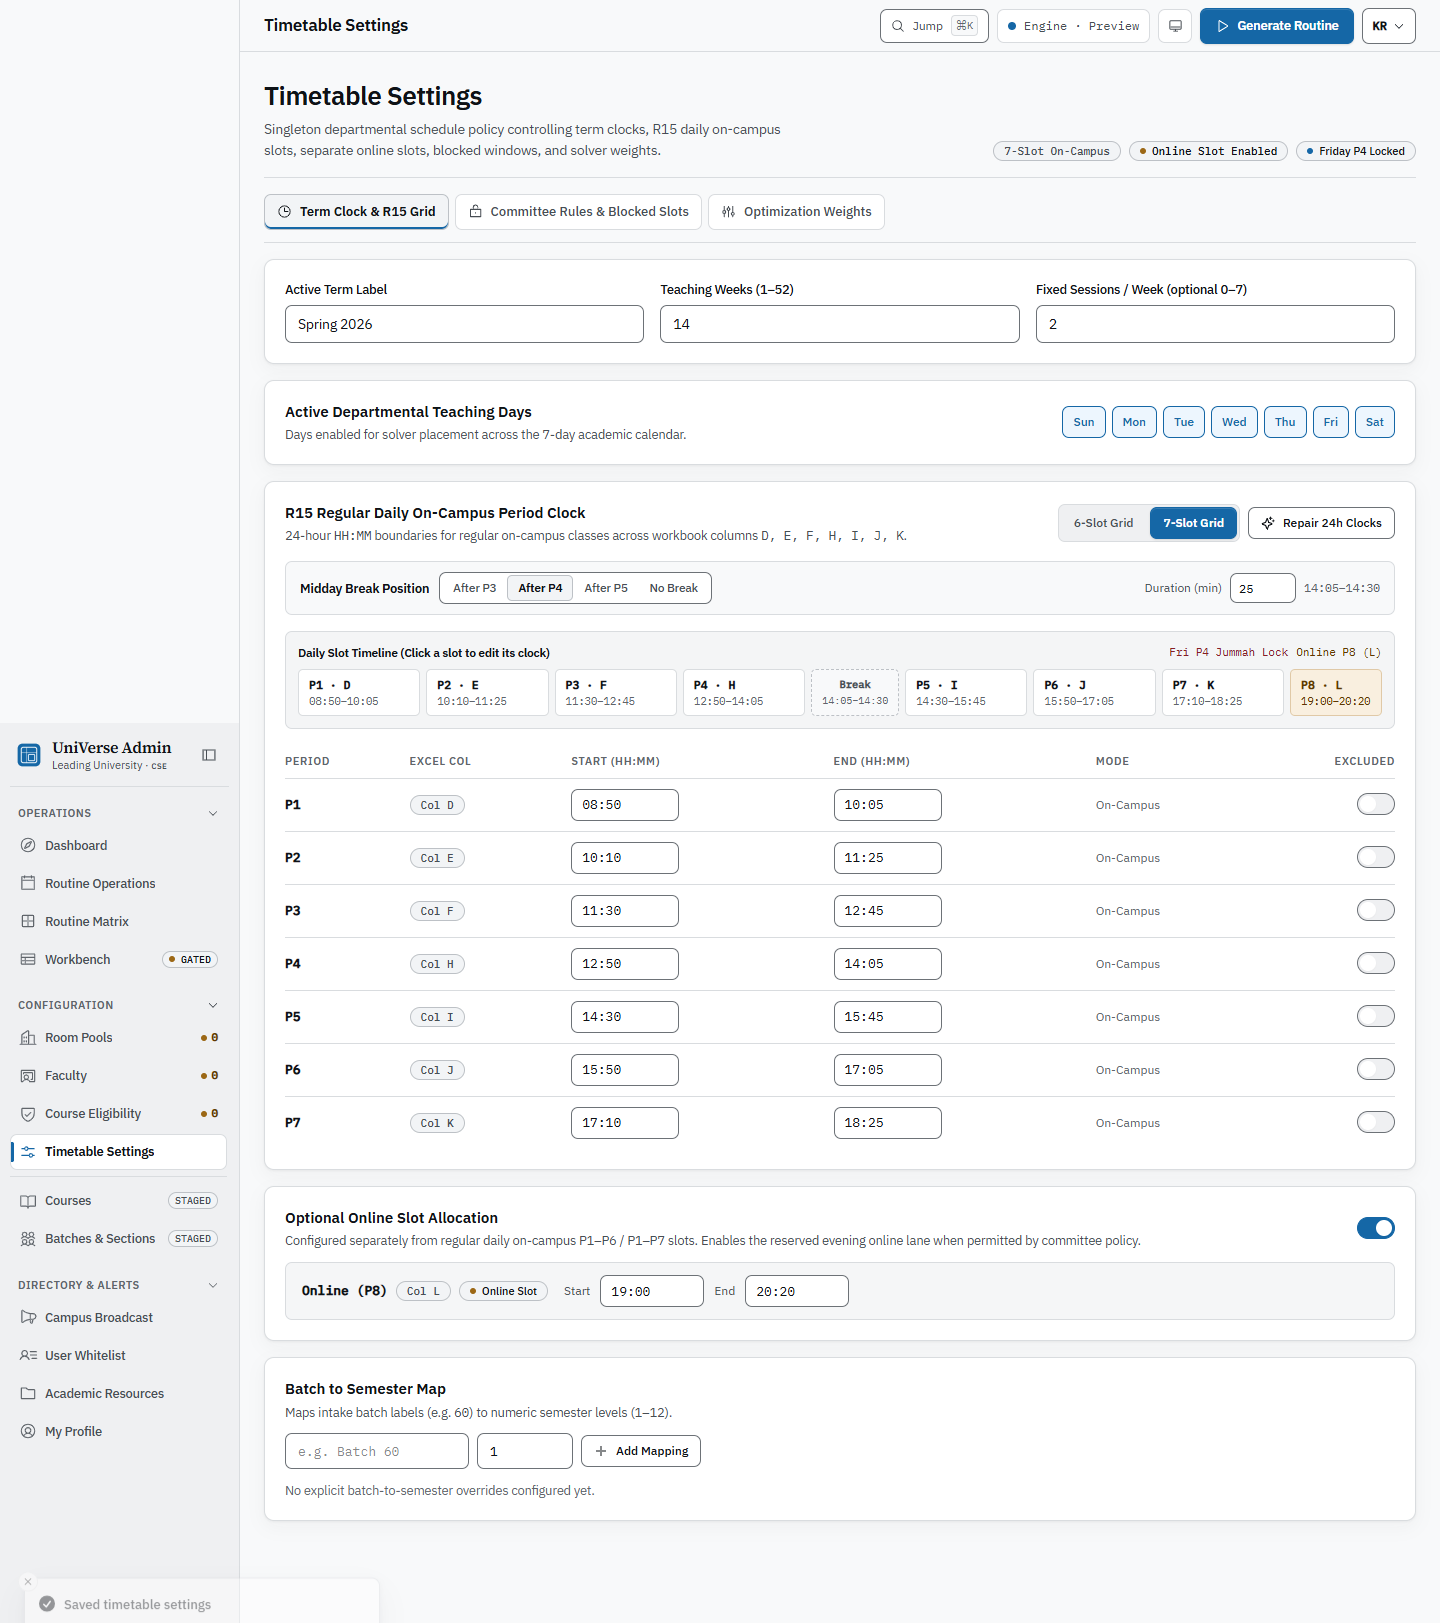 Timetable Settings
Jump ⌘K
Engine · Preview
Generate Routine
KR
Timetable Settings
Singleton departmental schedule policy controlling term clocks, R15 daily on-campus
slots, separate online slots, blocked windows, and solver weights.
7-Slot On-Campus
Online Slot Enabled
Friday P4 Locked
Term Clock & R15 Grid
Committee Rules & Blocked Slots
Optimization Weights
Active Term Label
Teaching Weeks (1–52)
Fixed Sessions / Week (optional 0–7)
Spring 2026
14
2
Active Departmental Teaching Days
Days enabled for solver placement across the 7-day academic calendar.
Sun Mon Tue Wed Thu Fri Sat
R15 Regular Daily On-Campus Period Clock
24-hour HH:MM boundaries for regular on-campus classes across workbook columns D, E, F, H, I, J, K.
6-Slot Grid
7-Slot Grid
Repair 24h Clocks
Midday Break Position
After P3 After P4 After P5 No Break
Duration (min) 25 14:05–14:30
Daily Slot Timeline (Click a slot to edit its clock)
Fri P4 Jummah Lock Online P8 (L)
P1 · D
08:50–10:05
P2 · E
10:10–11:25
P3 · F
11:30–12:45
P4 · H
12:50–14:05
Break
14:05–14:30
P5 · I
14:30–15:45
P6 · J
15:50–17:05
P7 · K
17:10–18:25
P8 · L
19:00–20:20
PERIOD EXCEL COL START (HH:MM) END (HH:MM) MODE EXCLUDED
P1 Col D 08:50 10:05 On-Campus
P2 Col E 10:10 11:25 On-Campus
P3 Col F 11:30 12:45 On-Campus
P4 Col H 12:50 14:05 On-Campus
P5 Col I 14:30 15:45 On-Campus
P6 Col J 15:50 17:05 On-Campus
P7 Col K 17:10 18:25 On-Campus
Optional Online Slot Allocation
Configured separately from regular daily on-campus P1–P6 / P1–P7 slots. Enables the reserved evening online lane when permitted by committee policy.
Online (P8) Col L Online Slot Start 19:00 End 20:20
Batch to Semester Map
Maps intake batch labels (e.g. 60) to numeric semester levels (1–12).
e.g. Batch 60
1
Add Mapping
No explicit batch-to-semester overrides configured yet.
UniVerse Admin
Leading University · CSE
OPERATIONS
Dashboard
Routine Operations
Routine Matrix
Workbench GATED
CONFIGURATION
Room Pools 0
Faculty 0
Course Eligibility 0
Timetable Settings
Courses STAGED
Batches & Sections STAGED
DIRECTORY & ALERTS
Campus Broadcast
User Whitelist
Academic Resources
My Profile
Saved timetable settings